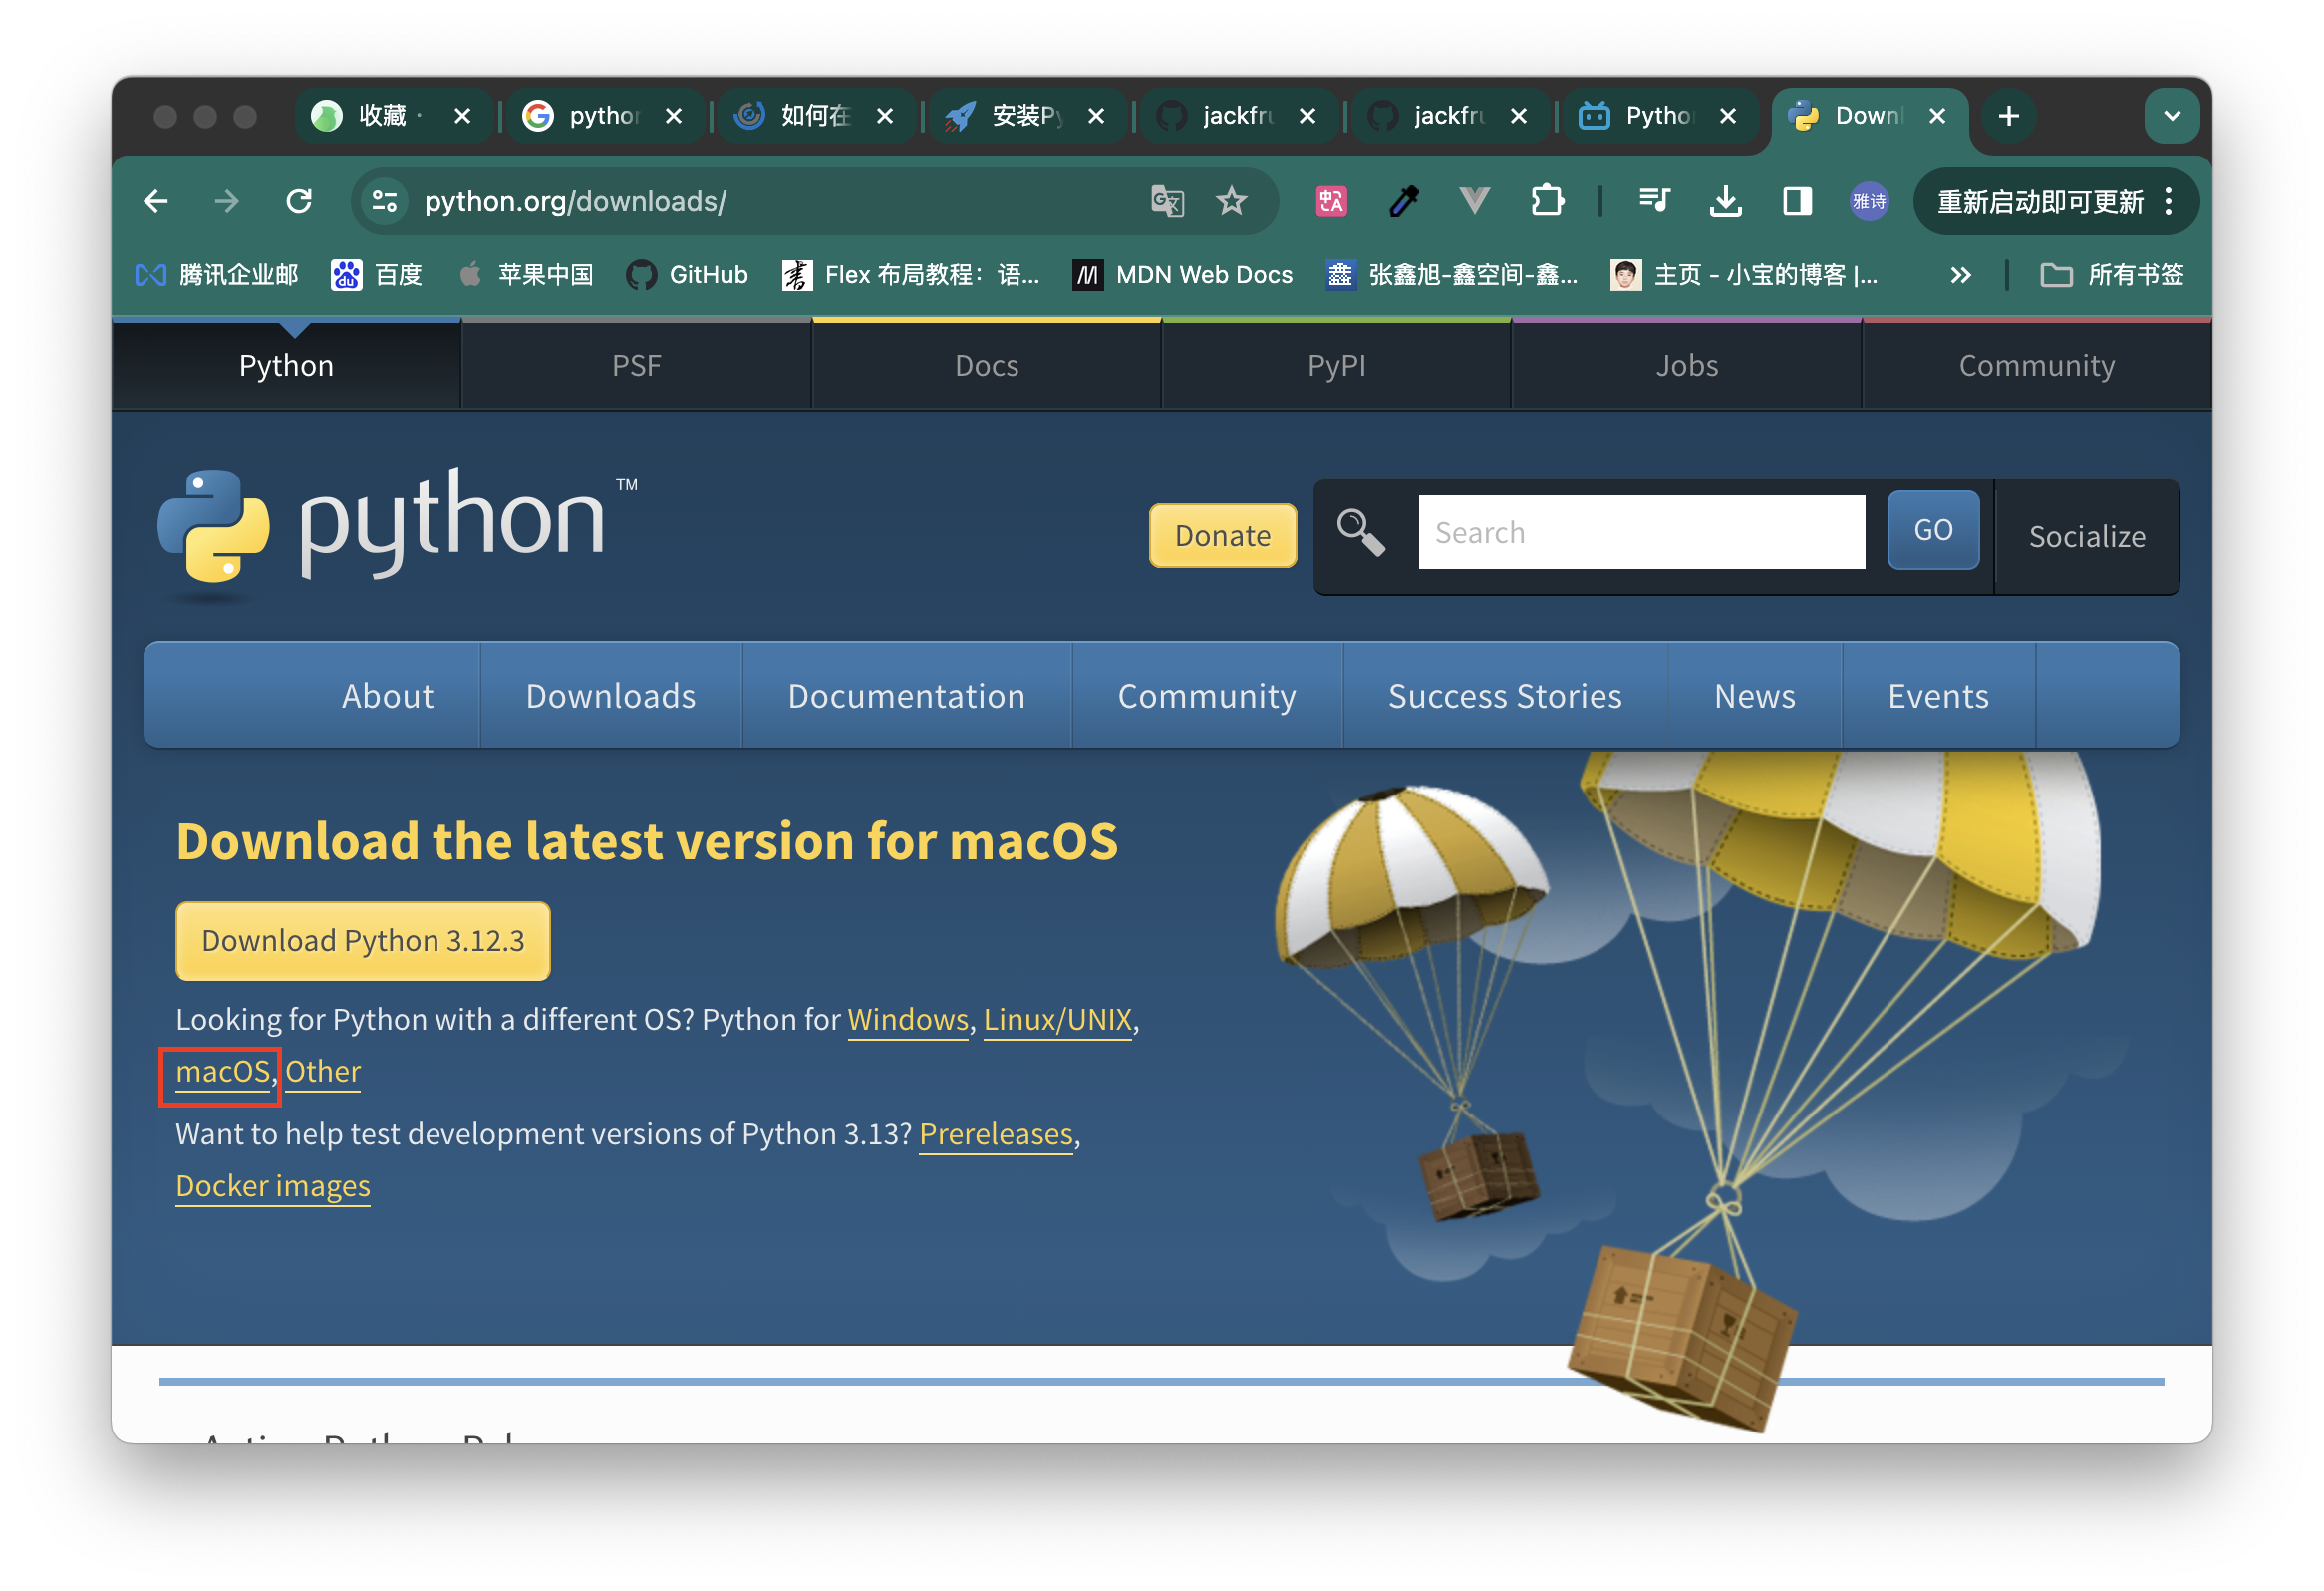 收藏 ·
python
如何在
安装Py
jackfru
jackfru
Python
Downl
python.org/downloads/
雅诗
重新启动即可更新
腾讯企业邮
百度
苹果中国
GitHub
Flex 布局教程：语...
MDN Web Docs
张鑫旭-鑫空间-鑫...
主页 - 小宝的博客 |...
所有书签
Python
PSF
Docs
PyPI
Jobs
Community
python™
Donate
Search
GO
Socialize
About
Downloads
Documentation
Community
Success Stories
News
Events
Download the latest version for macOS
Download Python 3.12.3
Looking for Python with a different OS? Python for Windows, Linux/UNIX,
macOS, Other
Want to help test development versions of Python 3.13? Prereleases,
Docker images